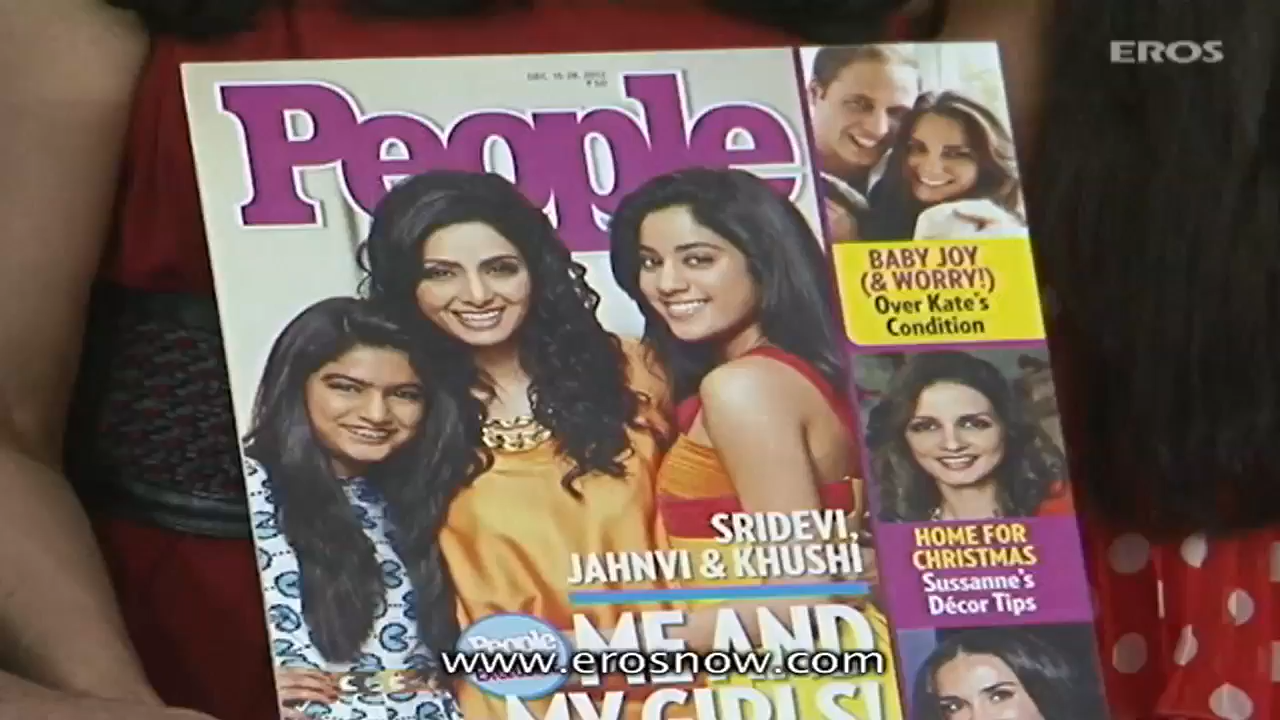 EROS
People
BABY JOY
(& WORRY!)
Over Kate's
Condition
SRIDEVI,
JAHNVI & KHUSHI
HOME FOR
CHRISTMAS
Sussanne's
Décor Tips
People
ME AND
MY GIRLS!
www.erosnow.com